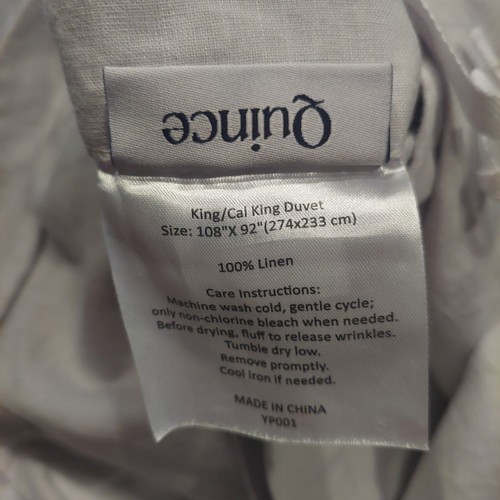 Quince
King/Cal King Duvet
Size: 108"X 92"(274x233 cm)
100% Linen
Care Instructions:
Machine wash cold, gentle cycle;
only non-chlorine bleach when needed.
Before drying, fluff to release wrinkles.
Tumble dry low.
Remove promptly.
Cool iron if needed.
MADE IN CHINA
YP001